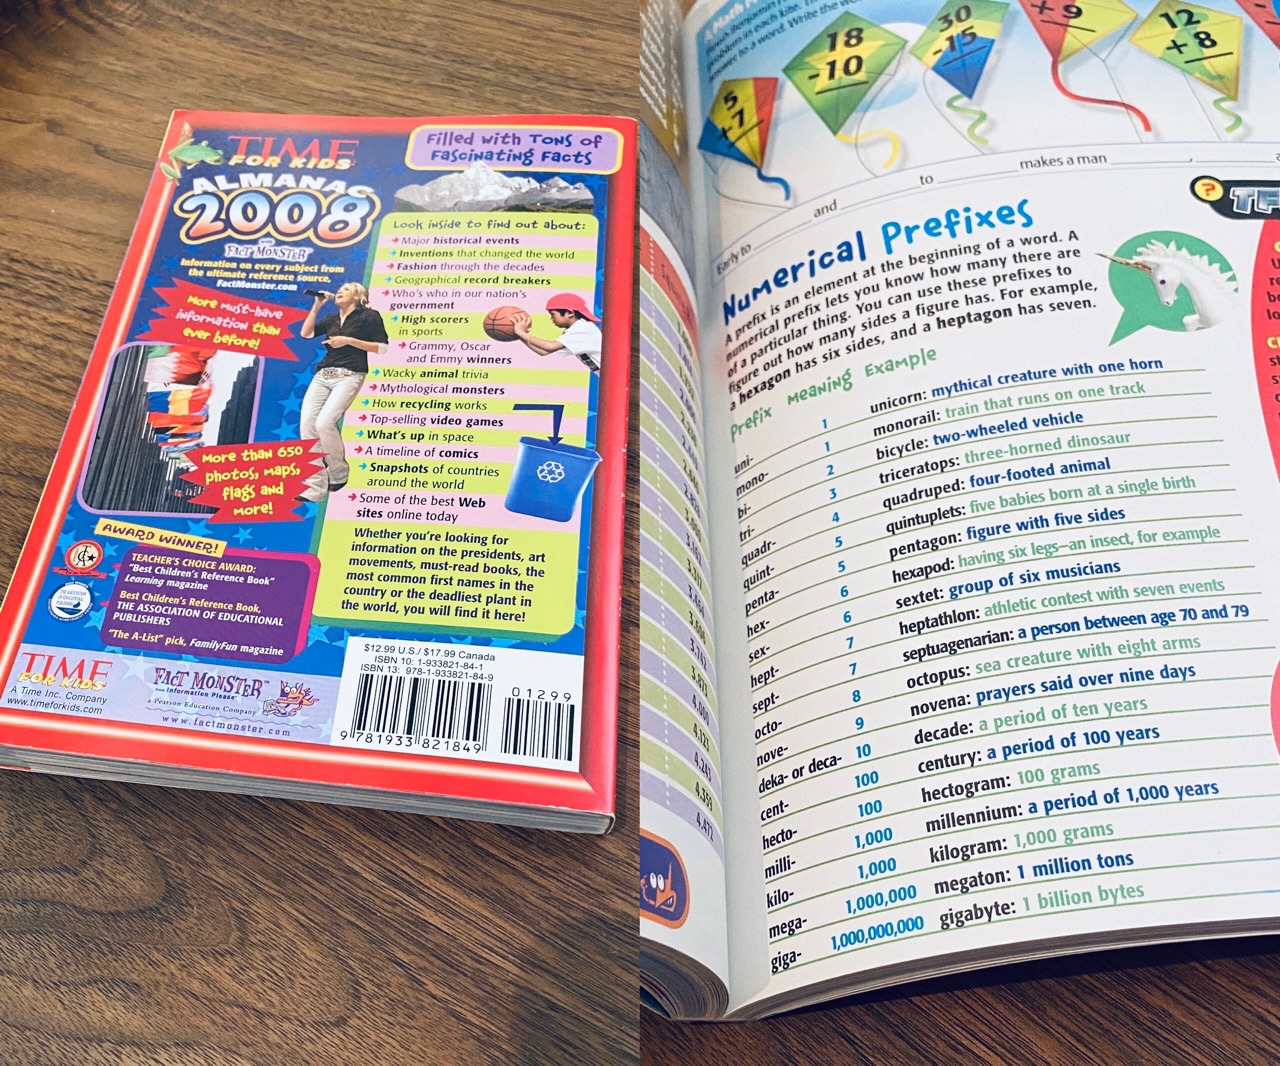 TIME
FOR KIDS
ALMANAC
2008
with
FACT MONSTER
Information on every subject from
the ultimate reference source,
FactMonster.com
More must-have
information than
ever before!
Filled with TONS of
Fascinating Facts
Look inside to find out about:
Major historical events
Inventions that changed the world
Fashion through the decades
Geographical record breakers
Who's who in our nation's
government
High scorers
in sports
Grammy, Oscar
and Emmy winners
Wacky animal trivia
Mythological monsters
How recycling works
Top-selling video games
What's up in space
A timeline of comics
Snapshots of countries
around the world
Some of the best Web
sites online today
More than 650
photos, maps,
flags and
more!
Whether you're looking for
information on the presidents, art
movements, must-read books, the
most common first names in the
country or the deadliest plant in
the world, you will find it here!
AWARD WINNER!
TEACHER'S CHOICE AWARD:
"Best Children's Reference Book"
Learning magazine
Best Children's Reference Book,
THE ASSOCIATION OF EDUCATIONAL
PUBLISHERS
"The A-List" pick, FamilyFun magazine
TIME
FOR KIDS
A Time Inc. Company
www.timeforkids.com
FACT MONSTER™
from Information Please®
a Pearson Education Company
www.factmonster.com
$12.99 U.S./ $17.99 Canada
ISBN 10: 1-933821-84-1
ISBN 13: 978-1-933821-84-9
01299
9 781933 821849
5
+7
18
-10
30
-15
+9
12
+8
Early to and to makes a man ,
Numerical Prefixes
A prefix is an element at the beginning of a word. A
numerical prefix lets you know how many there are
of a particular thing. You can use these prefixes to
figure out how many sides a figure has. For example,
a hexagon has six sides, and a heptagon has seven.
Prefix Meaning Example
uni- 1 unicorn: mythical creature with one horn
mono- 1 monorail: train that runs on one track
bi- 2 bicycle: two-wheeled vehicle
tri- 3 triceratops: three-horned dinosaur
quadr- 4 quadruped: four-footed animal
quint- 5 quintuplets: five babies born at a single birth
penta- 5 pentagon: figure with five sides
hex- 6 hexapod: having six legs—an insect, for example
sex- 6 sextet: group of six musicians
hept- 7 heptathlon: athletic contest with seven events
sept- 7 septuagenarian: a person between age 70 and 79
octo- 8 octopus: sea creature with eight arms
nove- 9 novena: prayers said over nine days
deka- or deca- 10 decade: a period of ten years
cent- 100 century: a period of 100 years
hecto- 100 hectogram: 100 grams
milli- 1,000 millennium: a period of 1,000 years
kilo- 1,000 kilogram: 1,000 grams
mega- 1,000,000 megaton: 1 million tons
giga- 1,000,000,000 gigabyte: 1 billion bytes
?
TF
4.000
4.123
4.243
4.359
4.472